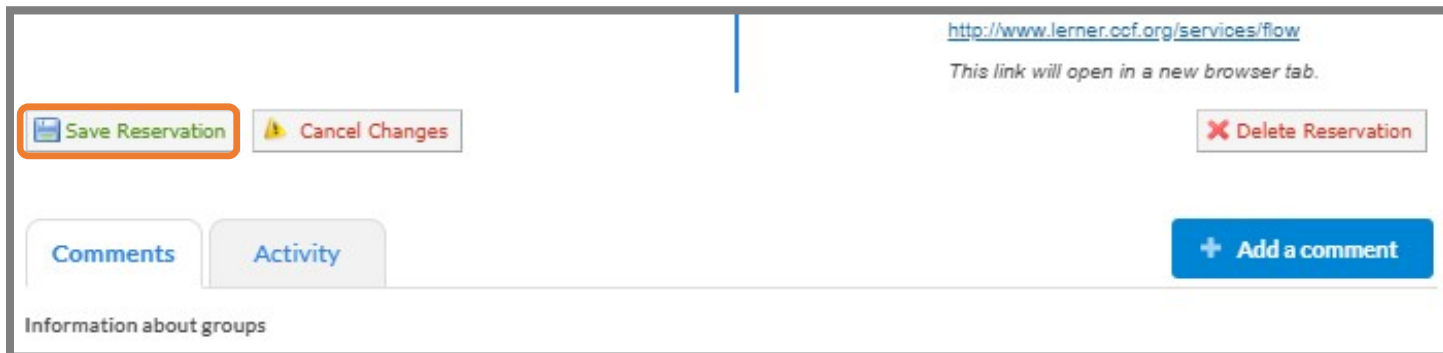 http://www.lerner.ccf.org/services/flow
This link will open in a new browser tab.
Save Reservation
Cancel Changes
Delete Reservation
Comments
Activity
+ Add a comment
Information about groups